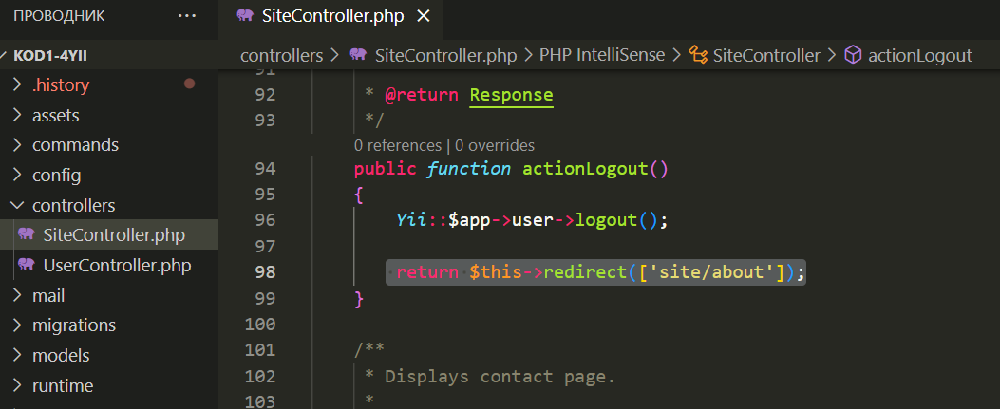 ПРОВОДНИК ...
KOD1-4YII
.history
assets
commands
config
controllers
SiteController.php
UserController.php
mail
migrations
models
runtime
SiteController.php
controllers > SiteController.php > PHP IntelliSense > SiteController > actionLogout
91
92 * @return Response
93 */
0 references | 0 overrides
94 public function actionLogout()
95 {
96 Yii::$app->user->logout();
97
98 return $this->redirect(['site/about']);
99 }
100
101 /**
102 * Displays contact page.
103 *